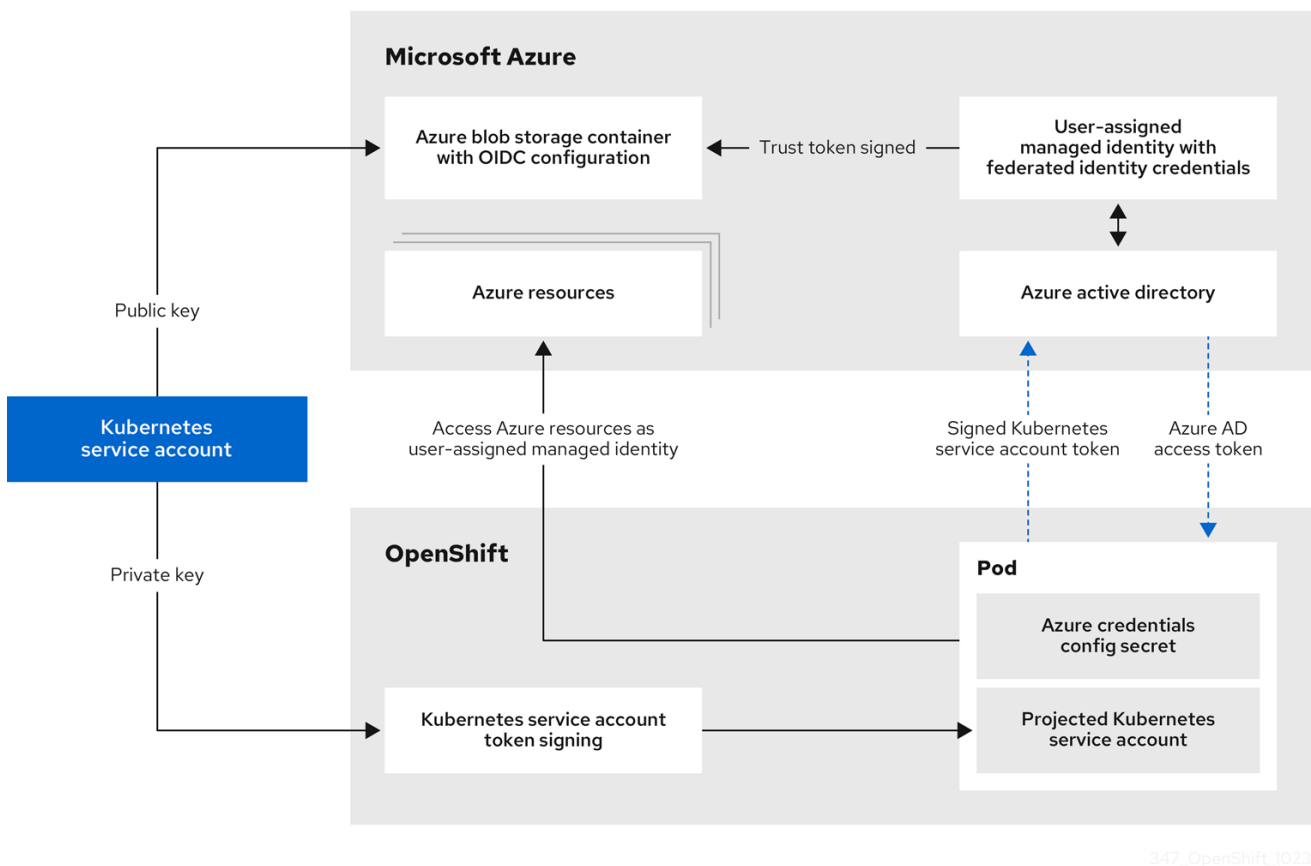 Microsoft Azure
Azure blob storage container
with OIDC configuration
Trust token signed
User-assigned
managed identity with
federated identity credentials
Azure resources
Azure active directory
Public key
Kubernetes
service account
Access Azure resources as
user-assigned managed identity
Signed Kubernetes
service account token
Azure AD
access token
OpenShift
Private key
Pod
Azure credentials
config secret
Kubernetes service account
token signing
Projected Kubernetes
service account
347_OpenShift_1023